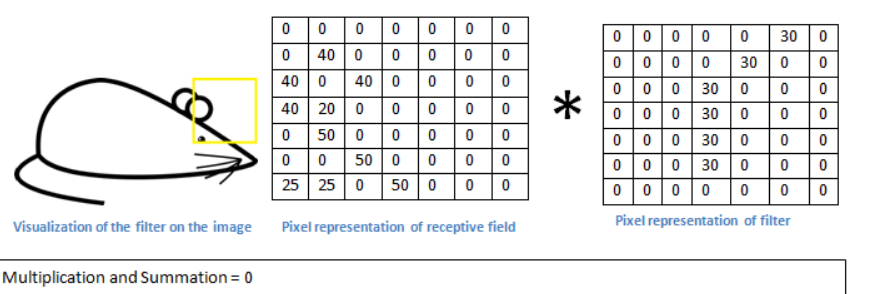 0 0 0 0 0 0 0
0 40 0 0 0 0 0
40 0 40 0 0 0 0
40 20 0 0 0 0 0
0 50 0 0 0 0 0
0 0 50 0 0 0 0
25 25 0 50 0 0 0
*
0 0 0 0 0 30 0
0 0 0 0 30 0 0
0 0 0 30 0 0 0
0 0 0 30 0 0 0
0 0 0 30 0 0 0
0 0 0 30 0 0 0
0 0 0 0 0 0 0
Visualization of the filter on the image
Pixel representation of receptive field
Pixel representation of filter
Multiplication and Summation = 0